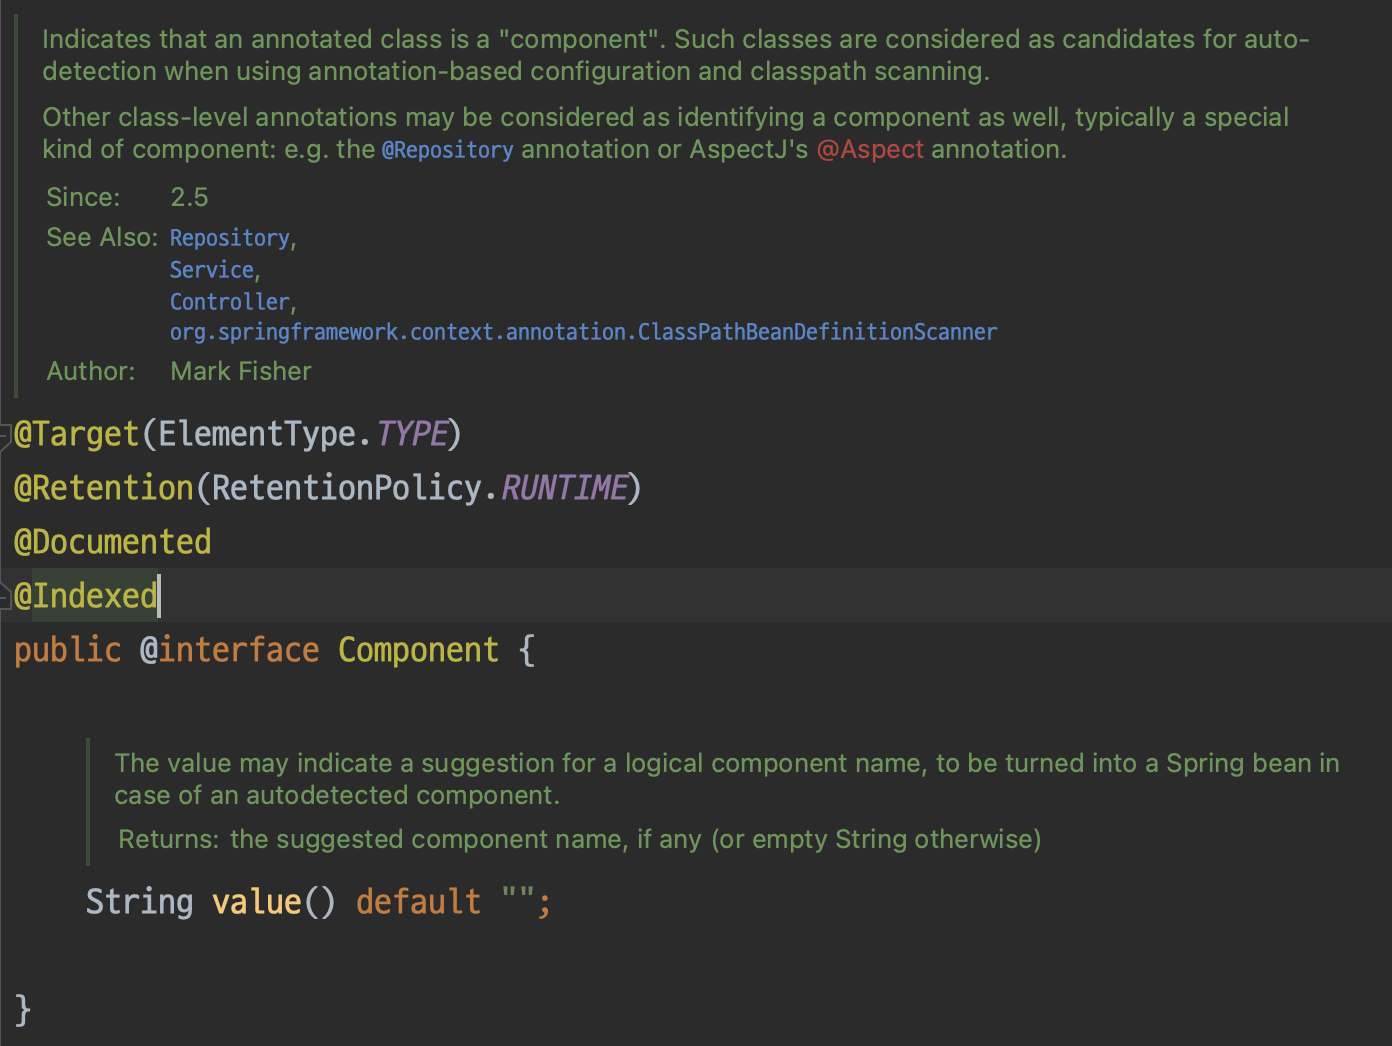 Indicates that an annotated class is a "component". Such classes are considered as candidates for auto-
detection when using annotation-based configuration and classpath scanning.
Other class-level annotations may be considered as identifying a component as well, typically a special
kind of component: e.g. the @Repository annotation or AspectJ's @Aspect annotation.
Since: 2.5
See Also: Repository,
Service,
Controller,
org.springframework.context.annotation.ClassPathBeanDefinitionScanner
Author: Mark Fisher
@Target(ElementType.TYPE)
@Retention(RetentionPolicy.RUNTIME)
@Documented
@Indexed
public @interface Component {
The value may indicate a suggestion for a logical component name, to be turned into a Spring bean in
case of an autodetected component.
Returns: the suggested component name, if any (or empty String otherwise)
String value() default "";
}